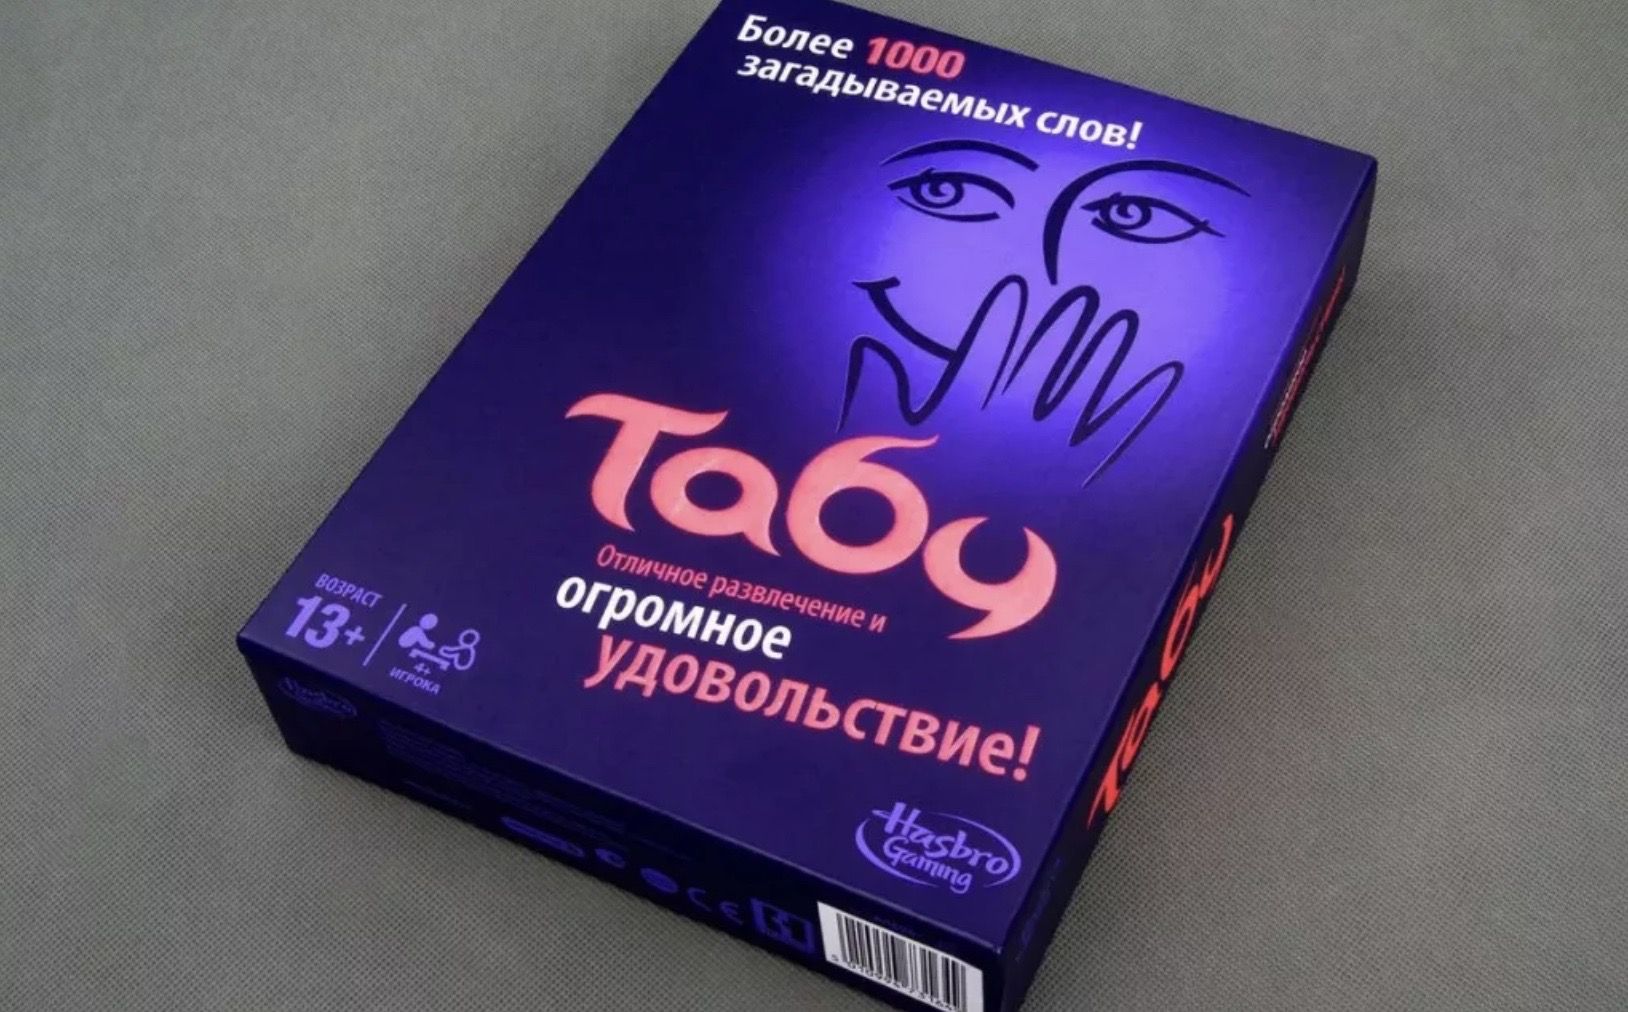 Более 1000
загадываемых слов!
Табу
Отличное развлечение и
огромное
удовольствие!
ВОЗРАСТ
13+
4+
ИГРОКА
Hasbro
Gaming
Табу
Hasbro